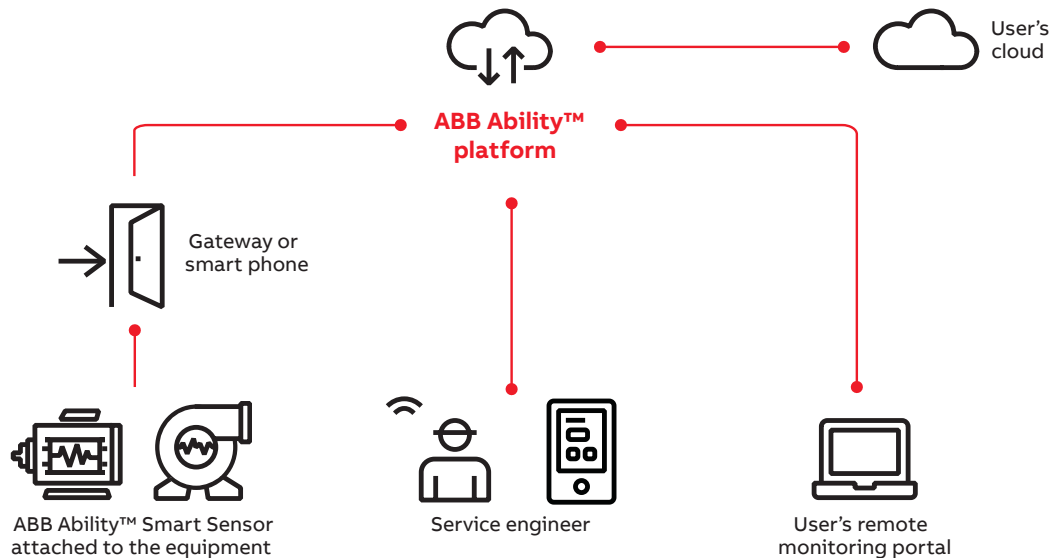 User's
cloud
ABB Ability™
platform
Gateway or
smart phone
ABB Ability™ Smart Sensor
attached to the equipment
Service engineer
User's remote
monitoring portal